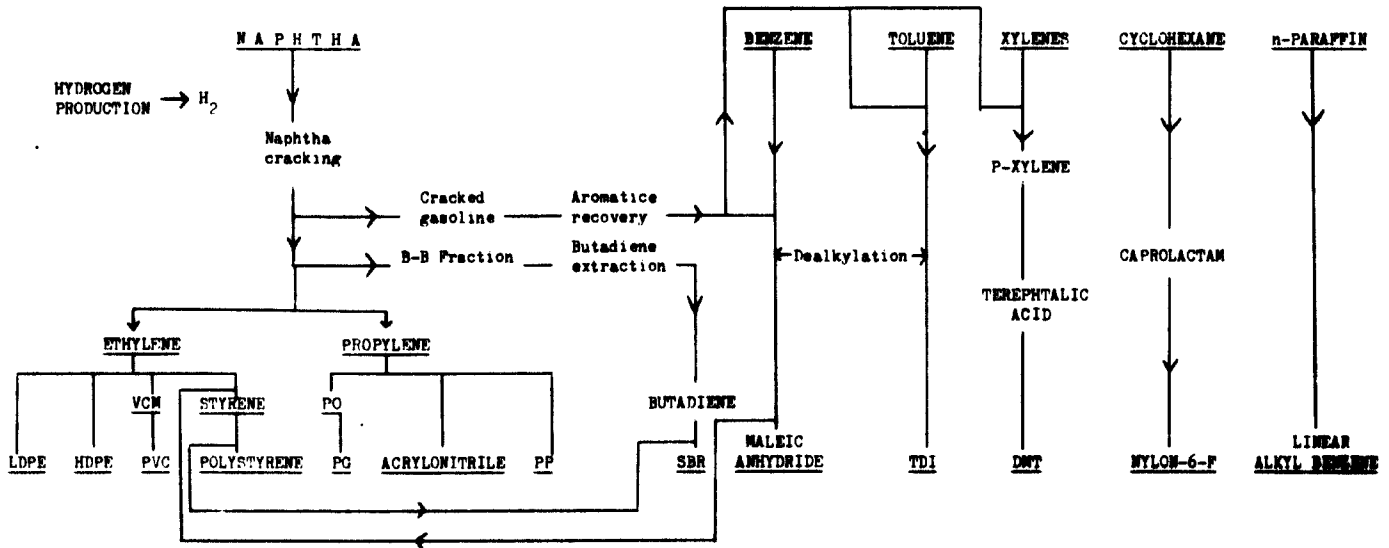 N A P H T H A
BENZENE
TOLUENE
XYLENES
CYCLOHEXANE
n-PARAFFIN
HYDROGEN
PRODUCTION
H2
Naphtha
cracking
P-XYLENE
Cracked
gasoline
Aromatice
recovery
B-B Fraction
Butadiene
extraction
Dealkylation
CAPROLACTAM
TEREPHTALIC
ACID
ETHYLENE
PROPYLENE
VCM
STYRENE
PO
BUTADIENE
LDPE
HDPE
PVC
POLYSTYRENE
PG
ACRYLONITRILE
PP
SBR
MALEIC
ANHYDRIDE
TDI
DMT
NYLON-6-F
LINEAR
ALKYL BENZENE